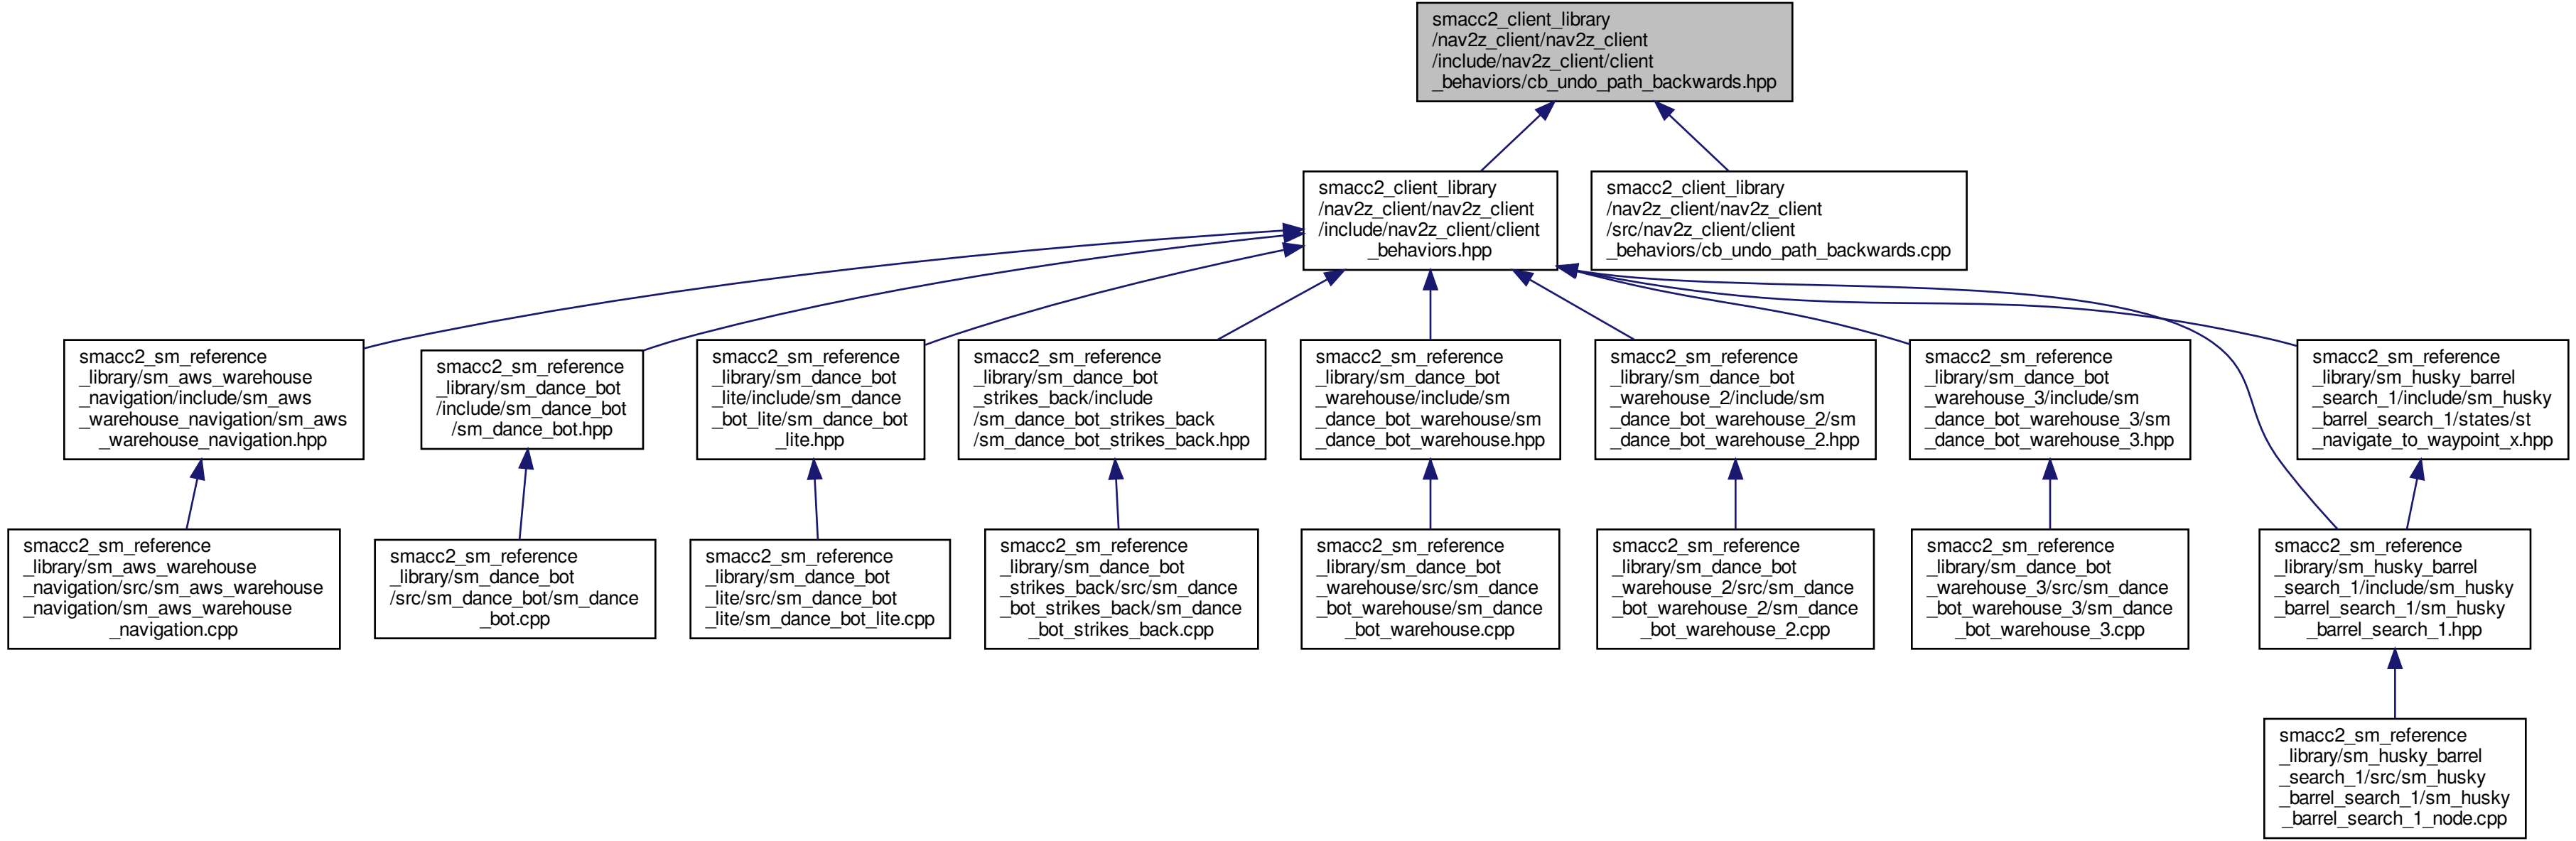 smacc2_client_library
/nav2z_client/nav2z_client
/include/nav2z_client/client
_behaviors/cb_undo_path_backwards.hpp
smacc2_client_library
/nav2z_client/nav2z_client
/include/nav2z_client/client
_behaviors.hpp
smacc2_client_library
/nav2z_client/nav2z_client
/src/nav2z_client/client
_behaviors/cb_undo_path_backwards.cpp
smacc2_sm_reference
_library/sm_aws_warehouse
_navigation/include/sm_aws
_warehouse_navigation/sm_aws
_warehouse_navigation.hpp
smacc2_sm_reference
_library/sm_dance_bot
/include/sm_dance_bot
/sm_dance_bot.hpp
smacc2_sm_reference
_library/sm_dance_bot
_lite/include/sm_dance
_bot_lite/sm_dance_bot
_lite.hpp
smacc2_sm_reference
_library/sm_dance_bot
_strikes_back/include
/sm_dance_bot_strikes_back
/sm_dance_bot_strikes_back.hpp
smacc2_sm_reference
_library/sm_dance_bot
_warehouse/include/sm
_dance_bot_warehouse/sm
_dance_bot_warehouse.hpp
smacc2_sm_reference
_library/sm_dance_bot
_warehouse_2/include/sm
_dance_bot_warehouse_2/sm
_dance_bot_warehouse_2.hpp
smacc2_sm_reference
_library/sm_dance_bot
_warehouse_3/include/sm
_dance_bot_warehouse_3/sm
_dance_bot_warehouse_3.hpp
smacc2_sm_reference
_library/sm_husky_barrel
_search_1/include/sm_husky
_barrel_search_1/states/st
_navigate_to_waypoint_x.hpp
smacc2_sm_reference
_library/sm_aws_warehouse
_navigation/src/sm_aws_warehouse
_navigation/sm_aws_warehouse
_navigation.cpp
smacc2_sm_reference
_library/sm_dance_bot
/src/sm_dance_bot/sm_dance
_bot.cpp
smacc2_sm_reference
_library/sm_dance_bot
_lite/src/sm_dance_bot
_lite/sm_dance_bot_lite.cpp
smacc2_sm_reference
_library/sm_dance_bot
_strikes_back/src/sm_dance
_bot_strikes_back/sm_dance
_bot_strikes_back.cpp
smacc2_sm_reference
_library/sm_dance_bot
_warehouse/src/sm_dance
_bot_warehouse/sm_dance
_bot_warehouse.cpp
smacc2_sm_reference
_library/sm_dance_bot
_warehouse_2/src/sm_dance
_bot_warehouse_2/sm_dance
_bot_warehouse_2.cpp
smacc2_sm_reference
_library/sm_dance_bot
_warehouse_3/src/sm_dance
_bot_warehouse_3/sm_dance
_bot_warehouse_3.cpp
smacc2_sm_reference
_library/sm_husky_barrel
_search_1/include/sm_husky
_barrel_search_1/sm_husky
_barrel_search_1.hpp
smacc2_sm_reference
_library/sm_husky_barrel
_search_1/src/sm_husky
_barrel_search_1/sm_husky
_barrel_search_1_node.cpp